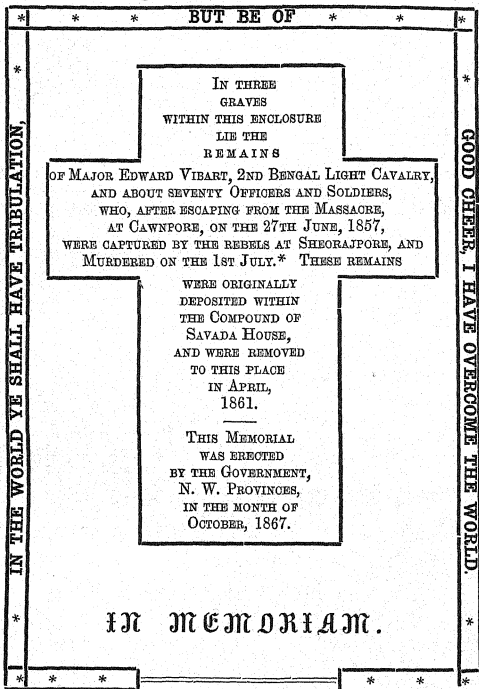 IN THE WORLD YE SHALL HAVE TRIBULATION,
BUT BE OF
GOOD CHEER, I HAVE OVERCOME THE WORLD.
IN THREE
GRAVES
WITHIN THIS ENCLOSURE
LIE THE
REMAINS
OF MAJOR EDWARD VIBART, 2ND BENGAL LIGHT CAVALRY,
AND ABOUT SEVENTY OFFICERS AND SOLDIERS,
WHO, AFTER ESCAPING FROM THE MASSACRE,
AT CAWNPORE, ON THE 27TH JUNE, 1857,
WERE CAPTURED BY THE REBELS AT SHEORAJPORE, AND
MURDERED ON THE 1ST JULY.* THESE REMAINS
WERE ORIGINALLY
DEPOSITED WITHIN
THE COMPOUND OF
SAVADA HOUSE,
AND WERE REMOVED
TO THIS PLACE
IN APRIL,
1861.
THIS MEMORIAL
WAS ERECTED
BY THE GOVERNMENT,
N. W. PROVINCES,
IN THE MONTH OF
OCTOBER, 1867.
IN MEMORIAM.